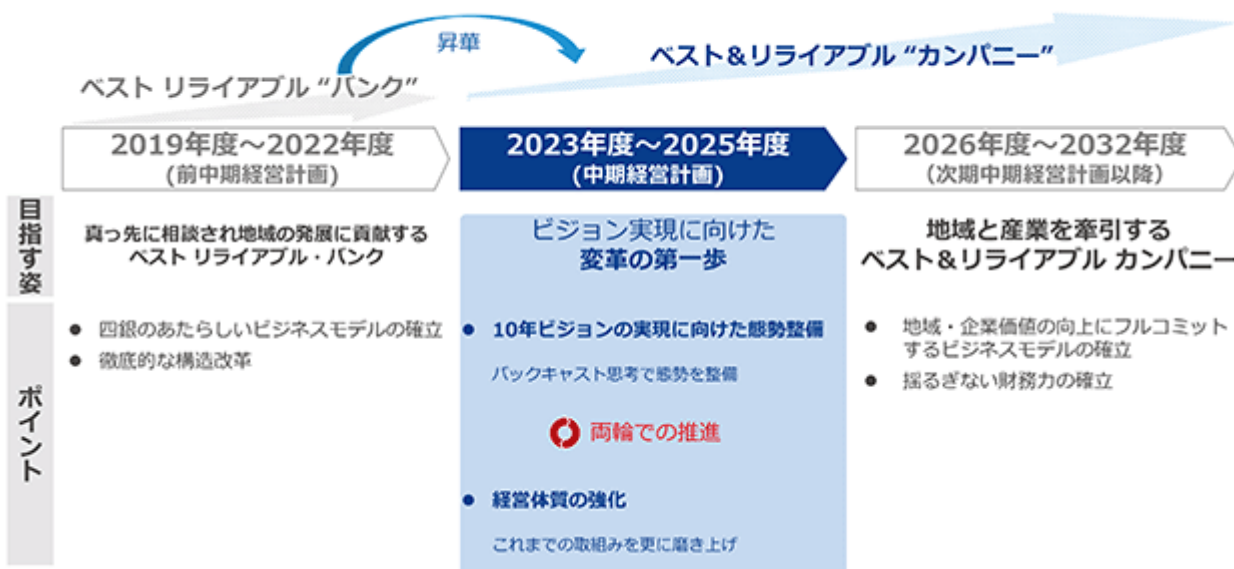 昇華
ベスト リライアブル “バンク”
ベスト&リライアブル “カンパニー”
2019年度～2022年度
(前中期経営計画)
2023年度～2025年度
(中期経営計画)
2026年度～2032年度
(次期中期経営計画以降)
目指す姿
真っ先に相談され地域の発展に貢献する
ベスト リライアブル・バンク
ビジョン実現に向けた
変革の第一歩
地域と産業を牽引する
ベスト&リライアブル カンパニー
ポイント
● 四銀のあたらしいビジネスモデルの確立
● 徹底的な構造改革
● 10年ビジョンの実現に向けた態勢整備
バックキャスト思考で態勢を整備
両輪での推進
● 経営体質の強化
これまでの取組みを更に磨き上げ
● 地域・企業価値の向上にフルコミット
するビジネスモデルの確立
● 揺るぎない財務力の確立